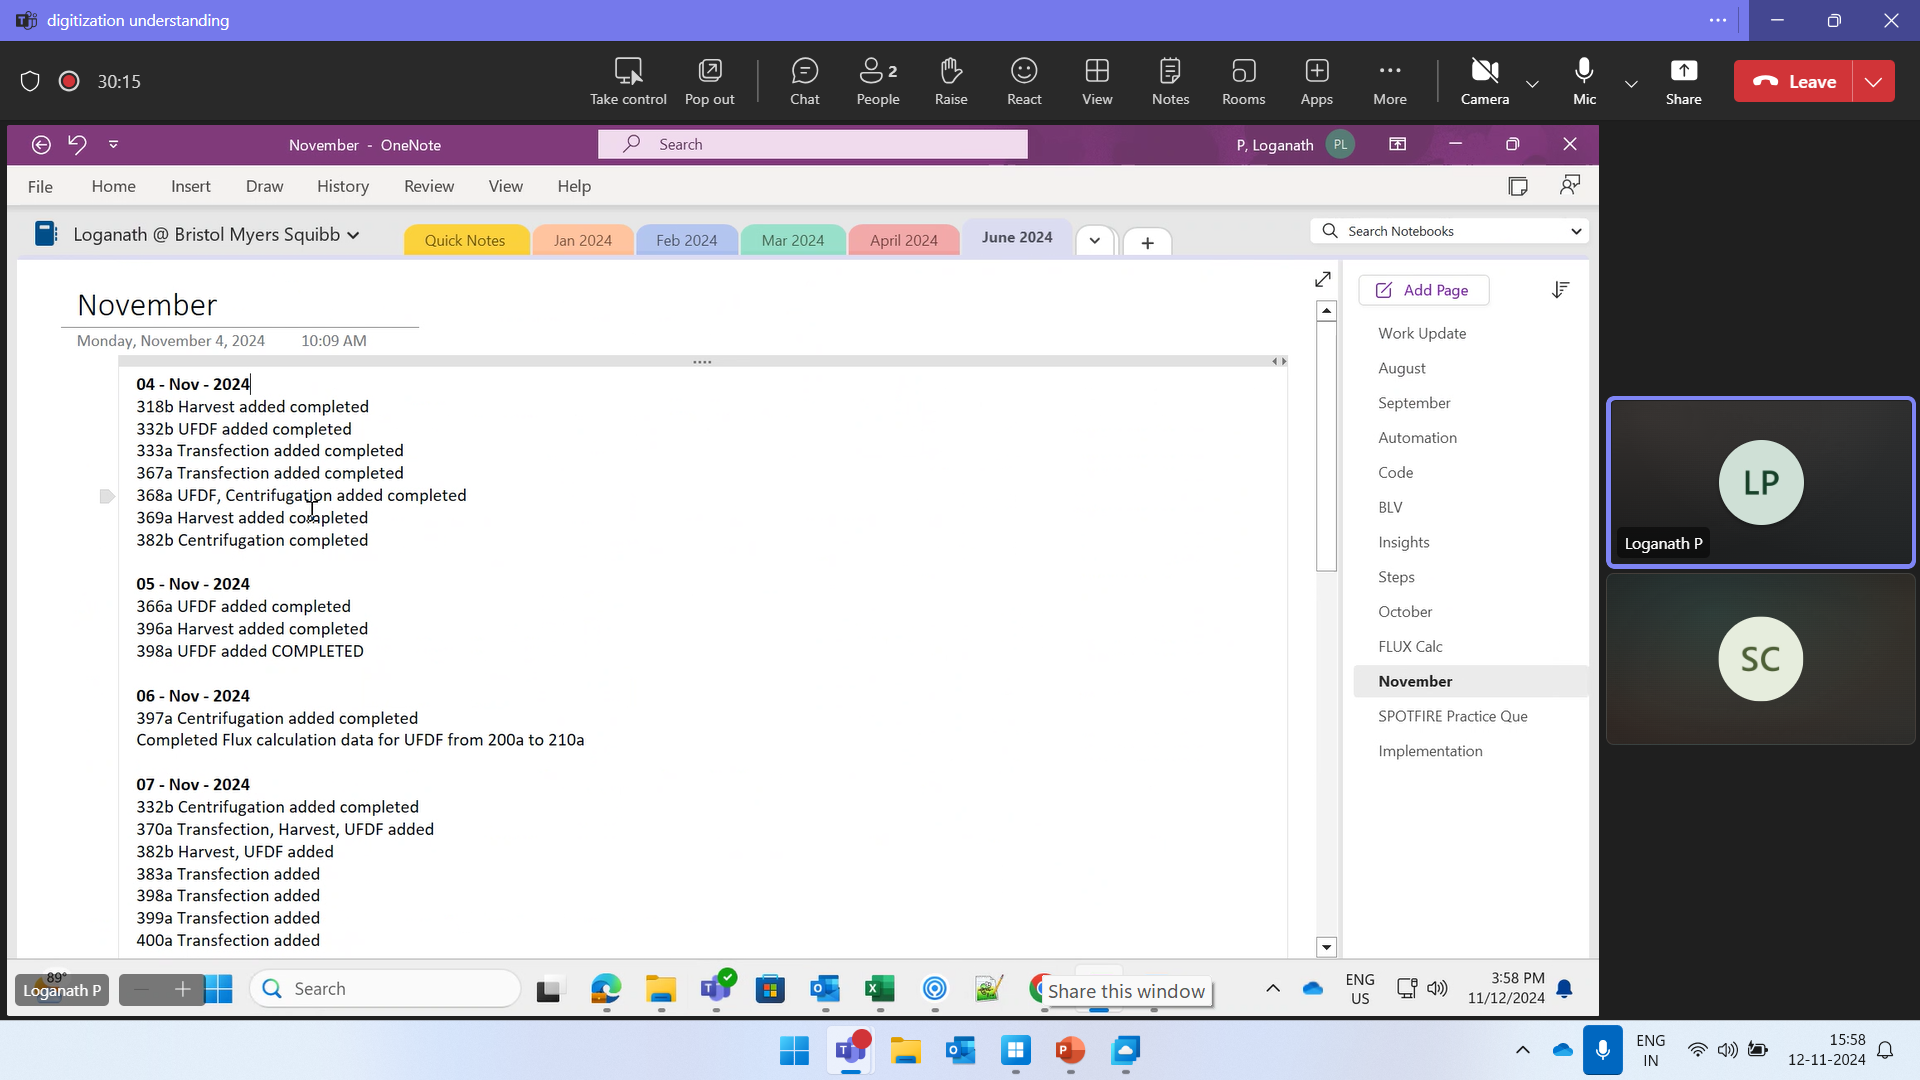 digitization understanding
30:15
Take control
Pop out
Chat
People
2
Raise
React
View
Notes
Rooms
Apps
More
Camera
Mic
Share
Leave
November - OneNote
Search
P, Loganath
PL
File
Home
Insert
Draw
History
Review
View
Help
Loganath @ Bristol Myers Squibb
Quick Notes
Jan 2024
Feb 2024
Mar 2024
April 2024
June 2024
Search Notebooks
November
Monday, November 4, 2024 10:09 AM
04 - Nov - 2024
318b Harvest added completed
332b UFDF added completed
333a Transfection added completed
367a Transfection added completed
368a UFDF, Centrifugation added completed
369a Harvest added completed
382b Centrifugation completed
05 - Nov - 2024
366a UFDF added completed
396a Harvest added completed
398a UFDF added COMPLETED
06 - Nov - 2024
397a Centrifugation added completed
Completed Flux calculation data for UFDF from 200a to 210a
07 - Nov - 2024
332b Centrifugation added completed
370a Transfection, Harvest, UFDF added
382b Harvest, UFDF added
383a Transfection added
398a Transfection added
399a Transfection added
400a Transfection added
Add Page
Work Update
August
September
Automation
Code
BLV
Insights
Steps
October
FLUX Calc
November
SPOTFIRE Practice Que
Implementation
LP
Loganath P
SC
89°
Loganath P
Search
Share this window
ENG
US
3:58 PM
11/12/2024
ENG
IN
15:58
12-11-2024